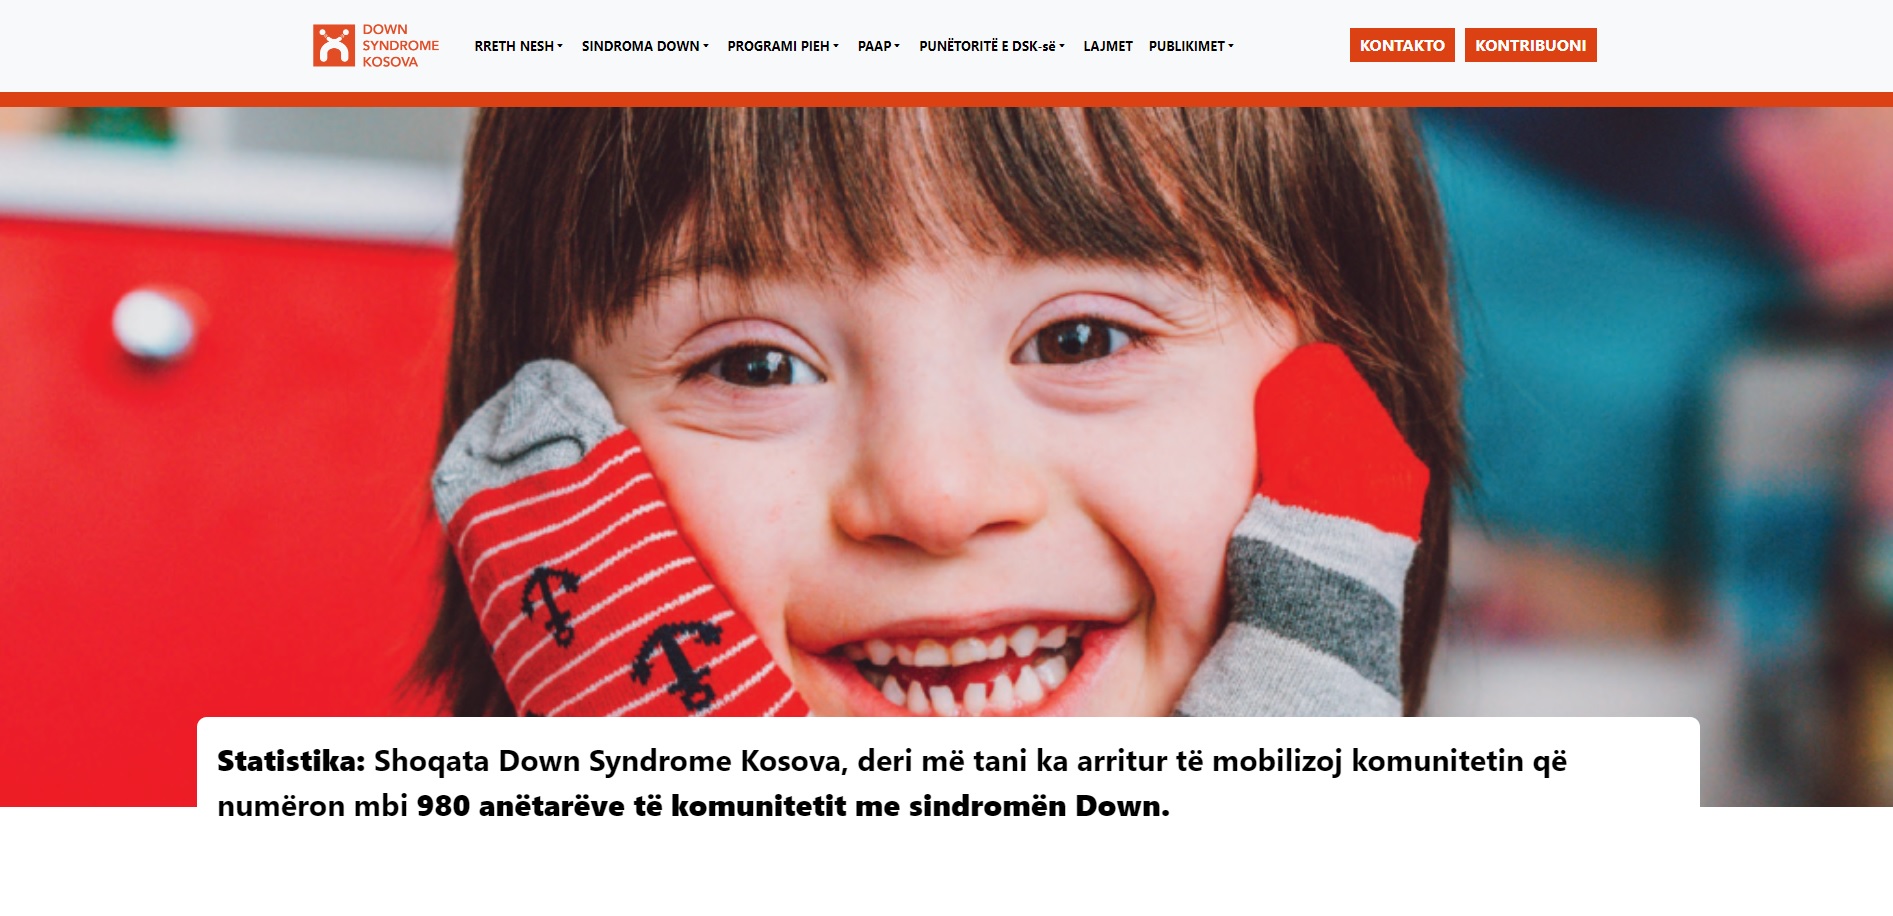 DOWN
SYNDROME
KOSOVA
RRETH NESH
SINDROMA DOWN
PROGRAMI PIEH
PAAP
PUNËTORITË E DSK-së
LAJMET
PUBLIKIMET
KONTAKTO
KONTRIBUONI
Statistika: Shoqata Down Syndrome Kosova, deri më tani ka arritur të mobilizoj komunitetin që
numëron mbi 980 anëtarëve të komunitetit me sindromën Down.